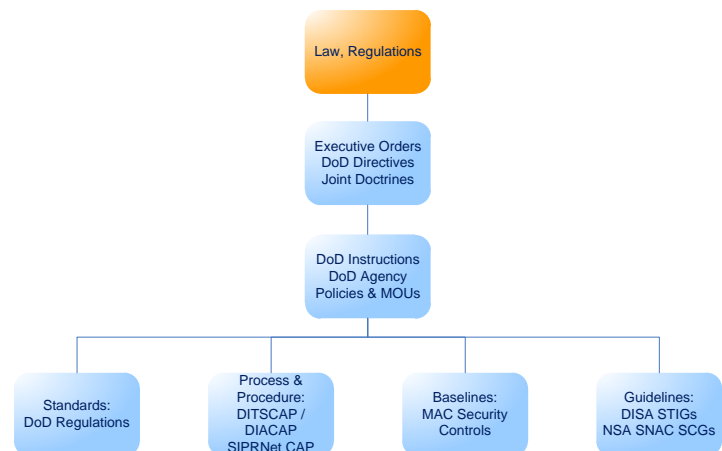 Law, Regulations
Executive Orders
DoD Directives
Joint Doctrines
DoD Instructions
DoD Agency
Policies & MOUs
Standards:
DoD Regulations
Process &
Procedure:
DITSCAP /
DIACAP
SIPRNet CAP
Baselines:
MAC Security
Controls
Guidelines:
DISA STIGs
NSA SNAC SCGs